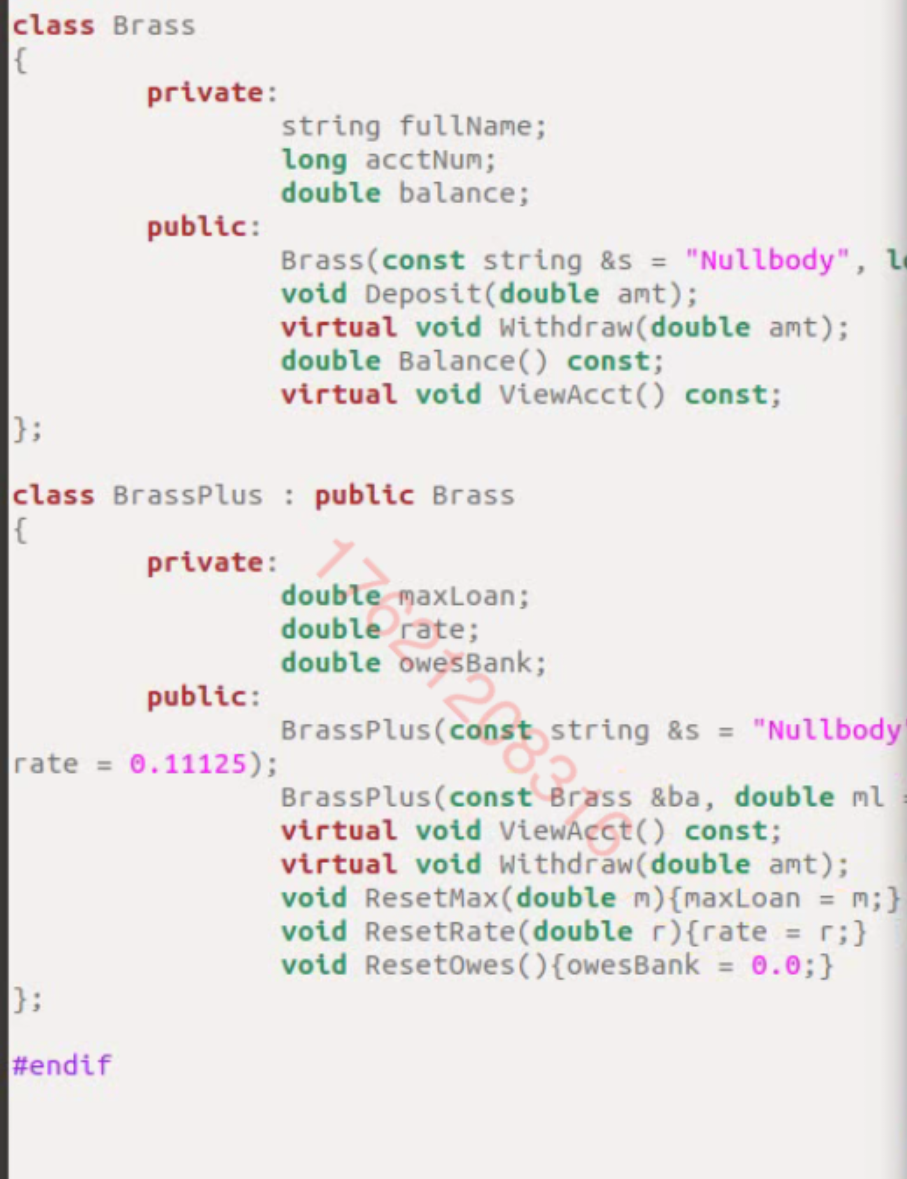 class Brass
{
        private:
                string fullName;
                long acctNum;
                double balance;
        public:
                Brass(const string &s = "Nullbody",
                void Deposit(double amt);
                virtual void Withdraw(double amt);
                double Balance() const;
                virtual void ViewAcct() const;
};

class BrassPlus : public Brass
{
        private:
                double maxLoan;
                double rate;
                double owesBank;
        public:
                BrassPlus(const string &s = "Nullbody"
rate = 0.11125);
                BrassPlus(const Brass &ba, double ml =
                virtual void ViewAcct() const;
                virtual void Withdraw(double amt);
                void ResetMax(double m){maxLoan = m;}
                void ResetRate(double r){rate = r;}
                void ResetOwes(){owesBank = 0.0;}
};

#endif
17621208316